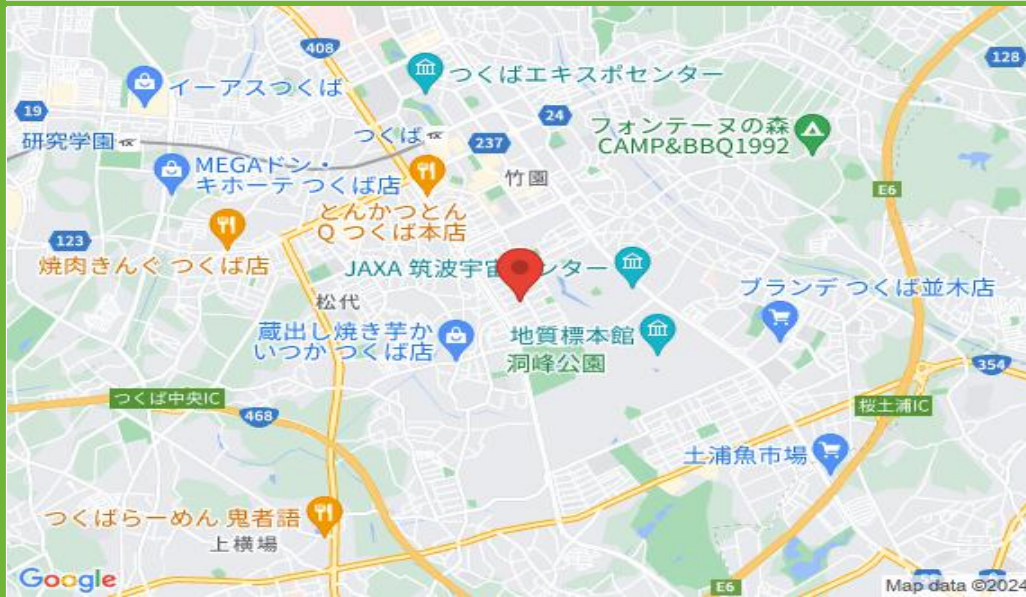 408
128
つくばエキスポセンター
イーアスつくば
19
24
つくば
237
フォンテーヌの森
CAMP&BBQ1992
研究学園
MEGAドン・
キホーテ つくば店
竹園
E6
とんかつとん
Q つくば本店
123
焼肉きんぐ つくば店
JAXA 筑波宇宙
ンター
ブランデ つくば並木店
松代
蔵出し焼き芋か
いつか つくば店
地質標本館
洞峰公園
354
つくば中央IC
468
桜土浦IC
土浦魚市場
つくばらーめん 鬼者語
上横場
Google
E6
Map data ©2024